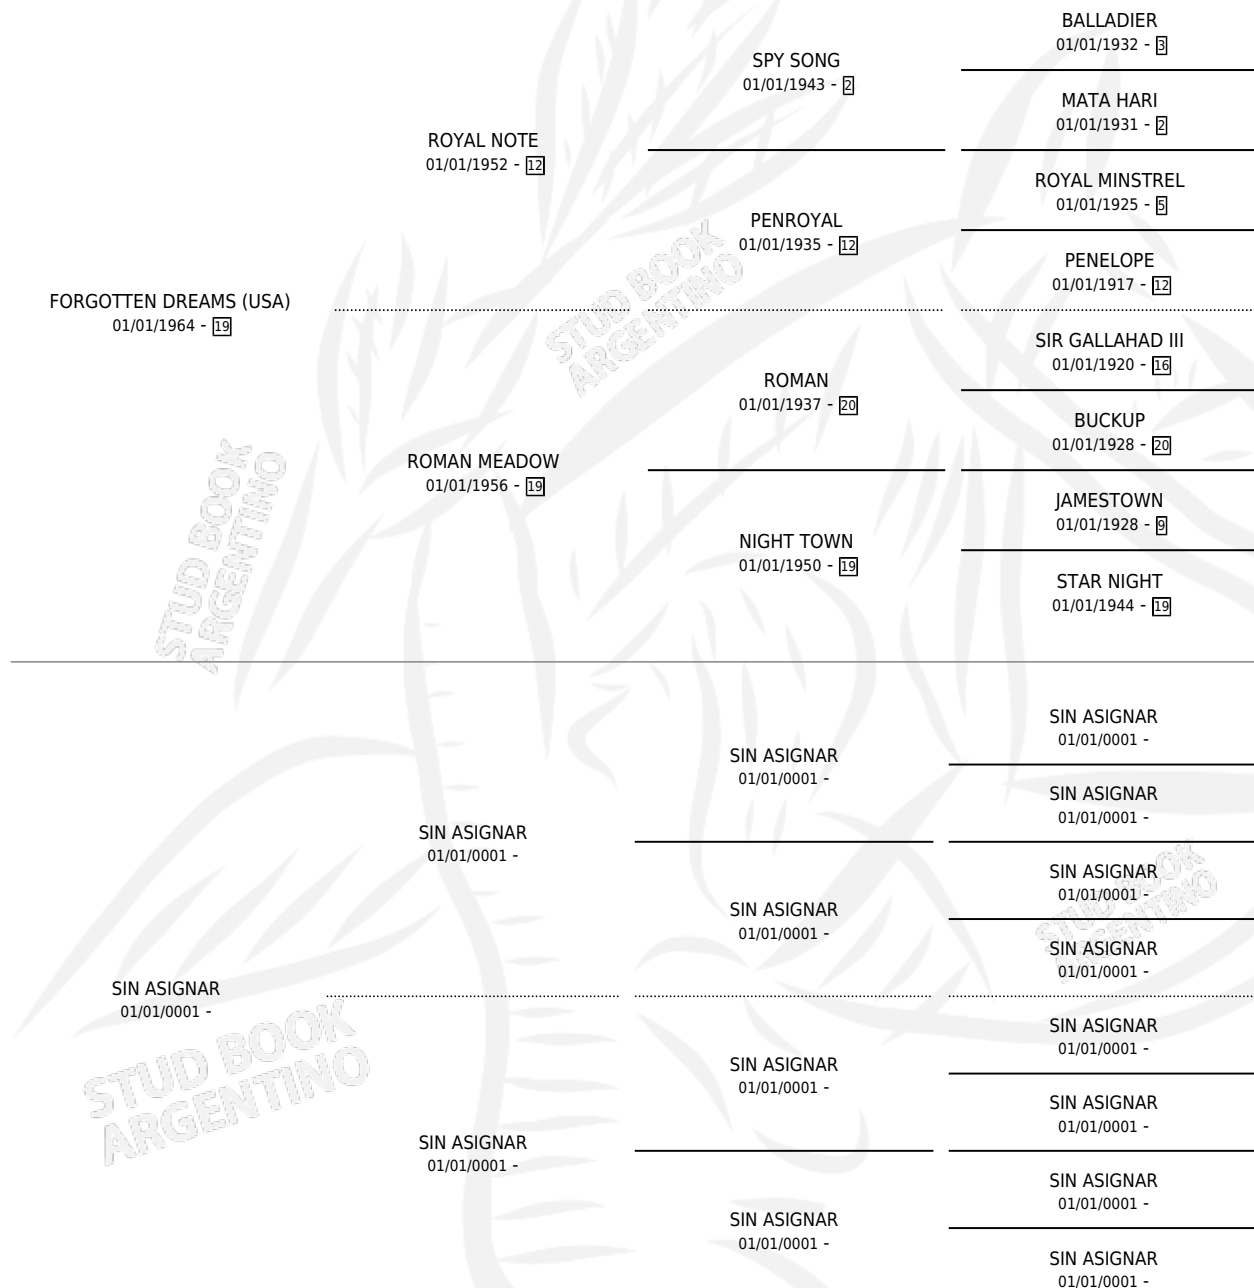 BALLADIER
01/01/1932 - 3
SPY SONG
01/01/1943 - 2
MATA HARI
01/01/1931 - 2
ROYAL NOTE
01/01/1952 - 12
ROYAL MINSTREL
01/01/1925 - 5
PENROYAL
01/01/1935 - 12
PENELOPE
01/01/1917 - 12
FORGOTTEN DREAMS (USA)
01/01/1964 - 19
SIR GALLAHAD III
01/01/1920 - 16
ROMAN
01/01/1937 - 20
BUCKUP
01/01/1928 - 20
ROMAN MEADOW
01/01/1956 - 19
JAMESTOWN
01/01/1928 - 9
NIGHT TOWN
01/01/1950 - 19
STAR NIGHT
01/01/1944 - 19
STUD BOOK
ARGENTINO
STUD BOOK
ARGENTINO
SIN ASIGNAR
01/01/0001 -
SIN ASIGNAR
01/01/0001 -
SIN ASIGNAR
01/01/0001 -
SIN ASIGNAR
01/01/0001 -
SIN ASIGNAR
01/01/0001 -
SIN ASIGNAR
01/01/0001 -
SIN ASIGNAR
01/01/0001 -
SIN ASIGNAR
01/01/0001 -
SIN ASIGNAR
01/01/0001 -
SIN ASIGNAR
01/01/0001 -
SIN ASIGNAR
01/01/0001 -
SIN ASIGNAR
01/01/0001 -
SIN ASIGNAR
01/01/0001 -
SIN ASIGNAR
01/01/0001 -
SIN ASIGNAR
01/01/0001 -
STUD BOOK
ARGENTINO
STUD BOOK
ARGENTINO